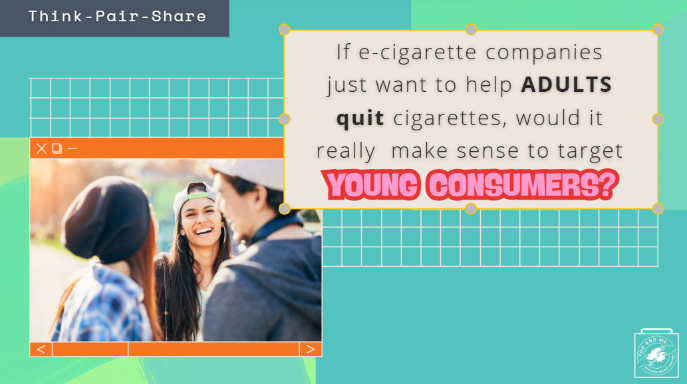 Think-Pair-Share
If e-cigarette companies
just want to help ADULTS
quit cigarettes, would it
really make sense to target
YOUNG CONSUMERS?